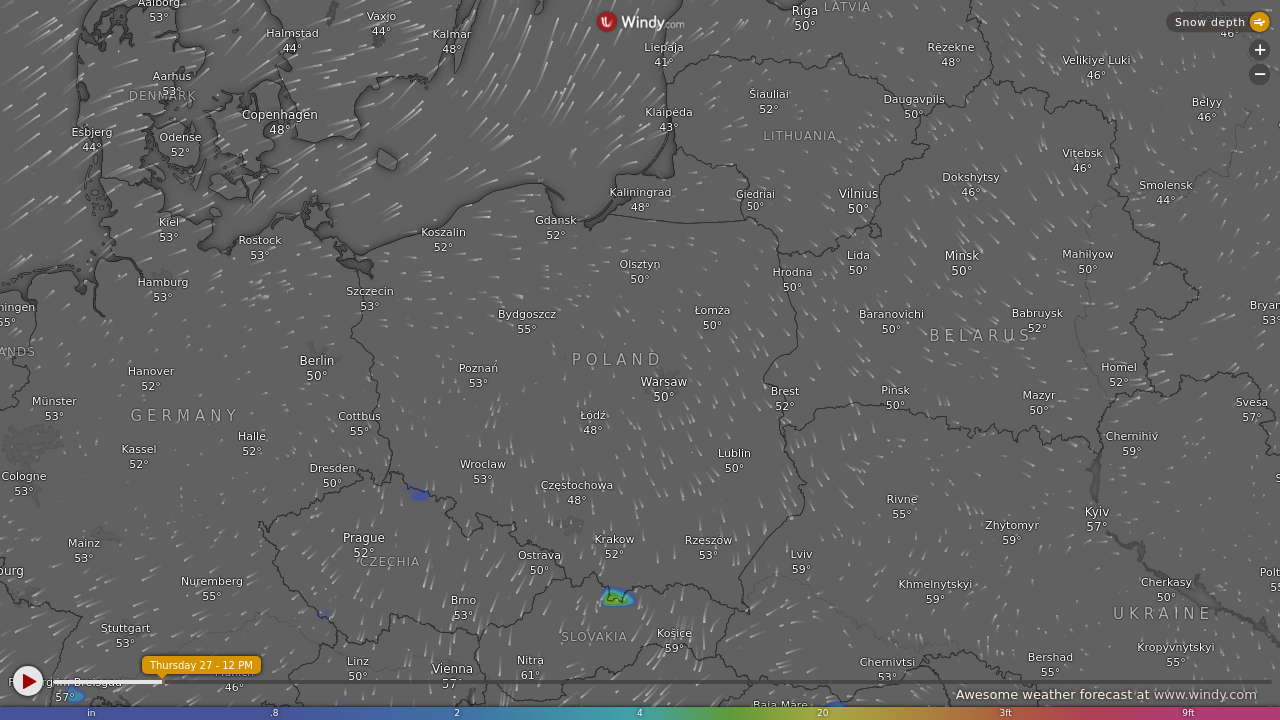 Aalborg
53°
Halmstad
44°
Vaxjo
44°
Kalmar
48°
Windy.com
Riga
50°
LATVIA
Snow depth
46°
Liepaja
41°
Rēzekne
48°
Velikiye Luki
46°
+
−
Aarhus
53°
DENMARK
Copenhagen
48°
Esbjerg
44°
Odense
52°
Klaipėda
43°
Šiauliai
52°
Daugavpils
50°
LITHUANIA
Belyy
46°
Vitebsk
46°
Dokshytsy
46°
Smolensk
44°
Kaliningrad
48°
Giedriai
50°
Vilnius
50°
Kiel
53°
Rostock
53°
Koszalin
52°
Gdansk
52°
Olsztyn
50°
Hrodna
50°
Lida
50°
Minsk
50°
Mahilyow
50°
Hamburg
53°
Szczecin
53°
Bydgoszcz
55°
Łomża
50°
Baranovichi
50°
Babruysk
52°
BELARUS
ningen
55°
ANDS
Hanover
52°
Berlin
50°
Poznań
53°
POLAND
Warsaw
50°
Brest
52°
Pinsk
50°
Mazyr
50°
Homel
52°
Münster
53°
GERMANY
Cottbus
55°
Łódź
48°
Svesa
57°
Kassel
52°
Halle
52°
Chernihiv
59°
Cologne
53°
Dresden
50°
Wroclaw
53°
Częstochowa
48°
Lublin
50°
Rivne
55°
Zhytomyr
59°
Kyiv
57°
Mainz
53°
Prague
52°
CZECHIA
Ostrava
50°
Krakow
52°
Rzeszow
53°
Lviv
59°
Nuremberg
55°
Khmelnytskyi
59°
Cherkasy
50°
UKRAINE
Brno
53°
Stuttgart
53°
SLOVAKIA
Košice
59°
Kropyvnytskyi
55°
Thursday 27 - 12 PM
Linz
50°
Vienna
57°
Nitra
61°
Chernivtsi
53°
Bershad
55°
57°
46°
Baia Mare
Awesome weather forecast at www.windy.com
in .8 2 4 20 3ft 9ft